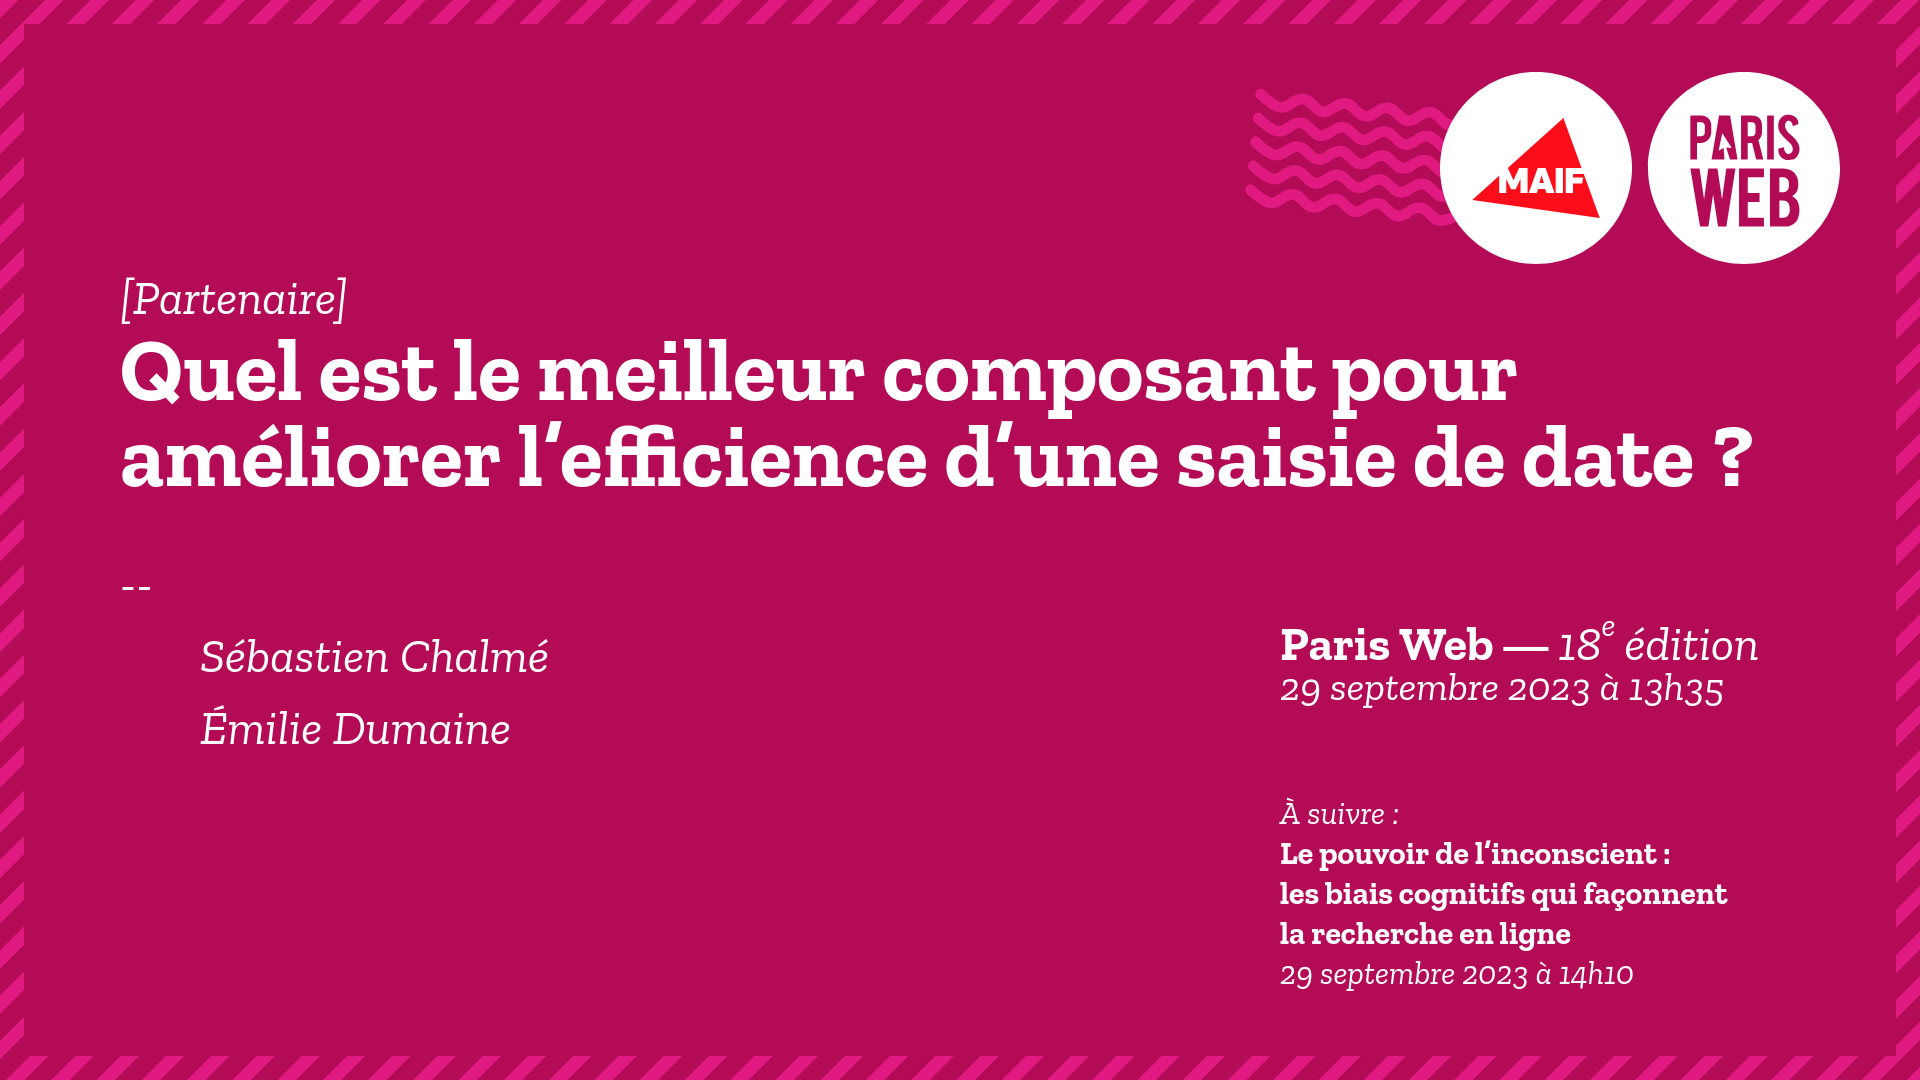 MAIF
PARIS
WEB
[Partenaire]
Quel est le meilleur composant pour
améliorer l’efficience d’une saisie de date ?
--
Sébastien Chalmé
Émilie Dumaine
Paris Web — 18e édition
29 septembre 2023 à 13h35
À suivre :
Le pouvoir de l’inconscient :
les biais cognitifs qui façonnent
la recherche en ligne
29 septembre 2023 à 14h10